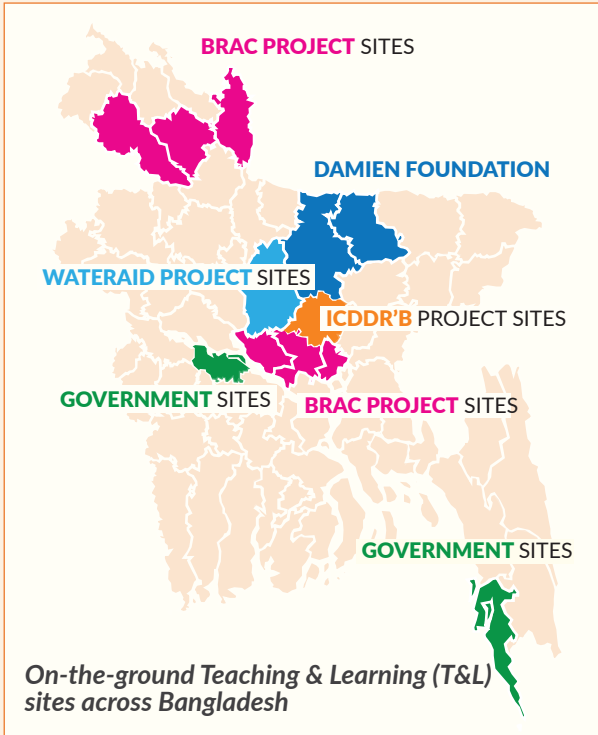 BRAC PROJECT SITES
DAMIEN FOUNDATION
WATERAID PROJECT SITES
ICDDR’B PROJECT SITES
GOVERNMENT SITES
BRAC PROJECT SITES
GOVERNMENT SITES
On-the-ground Teaching & Learning (T&L)
sites across Bangladesh